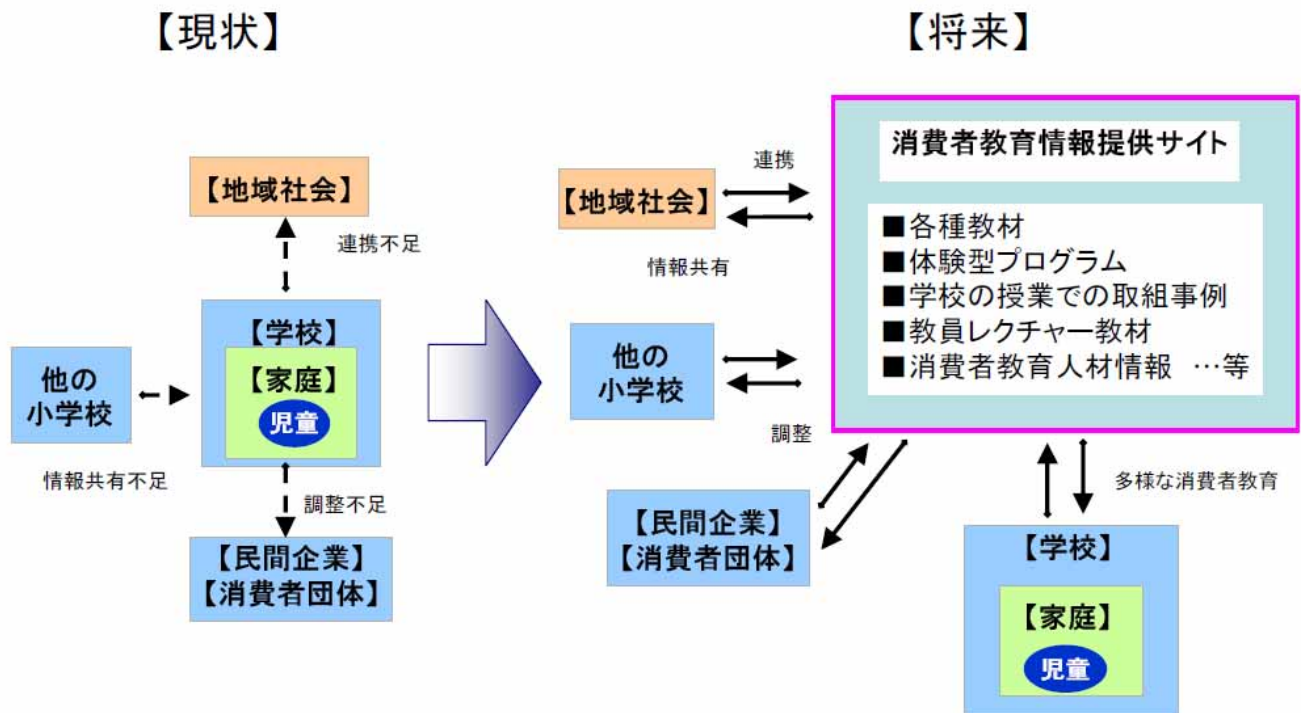 【現状】
【地域社会】
連携不足
【学校】
【家庭】
児童
他の
小学校
情報共有不足
調整不足
【民間企業】
【消費者団体】
【将来】
消費者教育情報提供サイト
■各種教材
■体験型プログラム
■学校の授業での取組事例
■教員レクチャー教材
■消費者教育人材情報 …等
連携
【地域社会】
情報共有
他の
小学校
調整
【民間企業】
【消費者団体】
多様な消費者教育
【学校】
【家庭】
児童